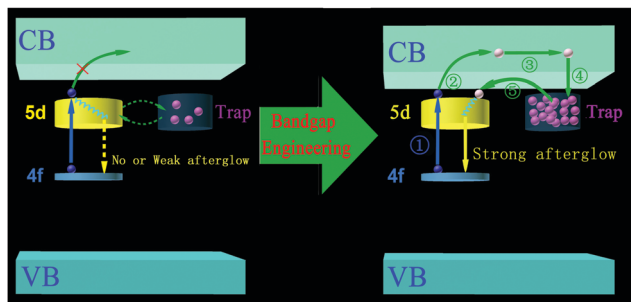 CB
5d
Trap
No or Weak afterglow
4f
VB
Bandgap
Engineering
CB
② ③ ④
⑤
5d
Trap
①
Strong afterglow
4f
VB